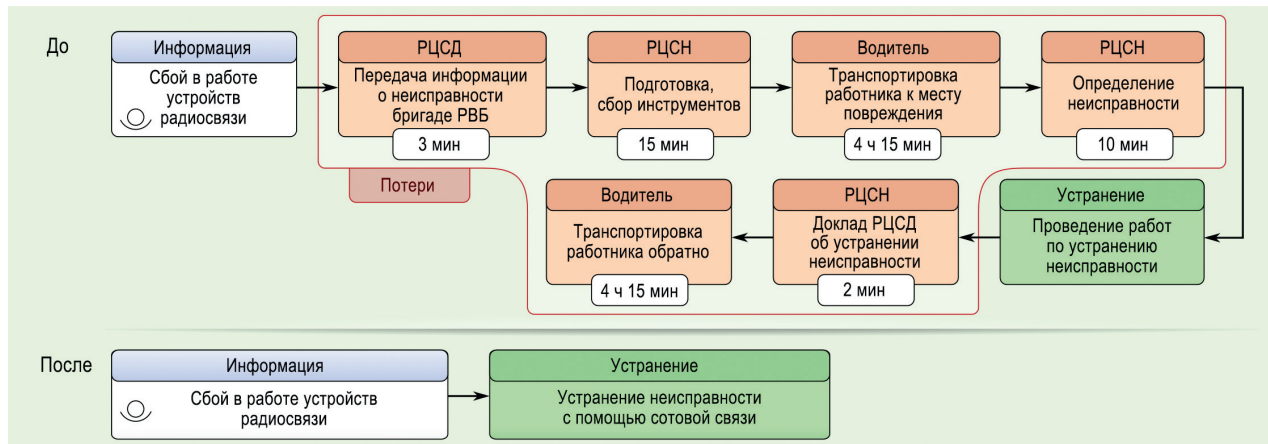 До
Информация
Сбой в работе
устройств
радиосвязи
РЦСД
Передача информации
о неисправности
бригаде РВБ
3 мин
РЦСН
Подготовка,
сбор инструментов
15 мин
Водитель
Транспортировка
работника к месту
повреждения
4 ч 15 мин
РЦСН
Определение
неисправности
10 мин
Потери
Устранение
Проведение работ
по устранению
неисправности
РЦСН
Доклад РЦСД
об устранении
неисправности
2 мин
Водитель
Транспортировка
работника обратно
4 ч 15 мин
После
Информация
Сбой в работе устройств
радиосвязи
Устранение
Устранение неисправности
с помощью сотовой связи